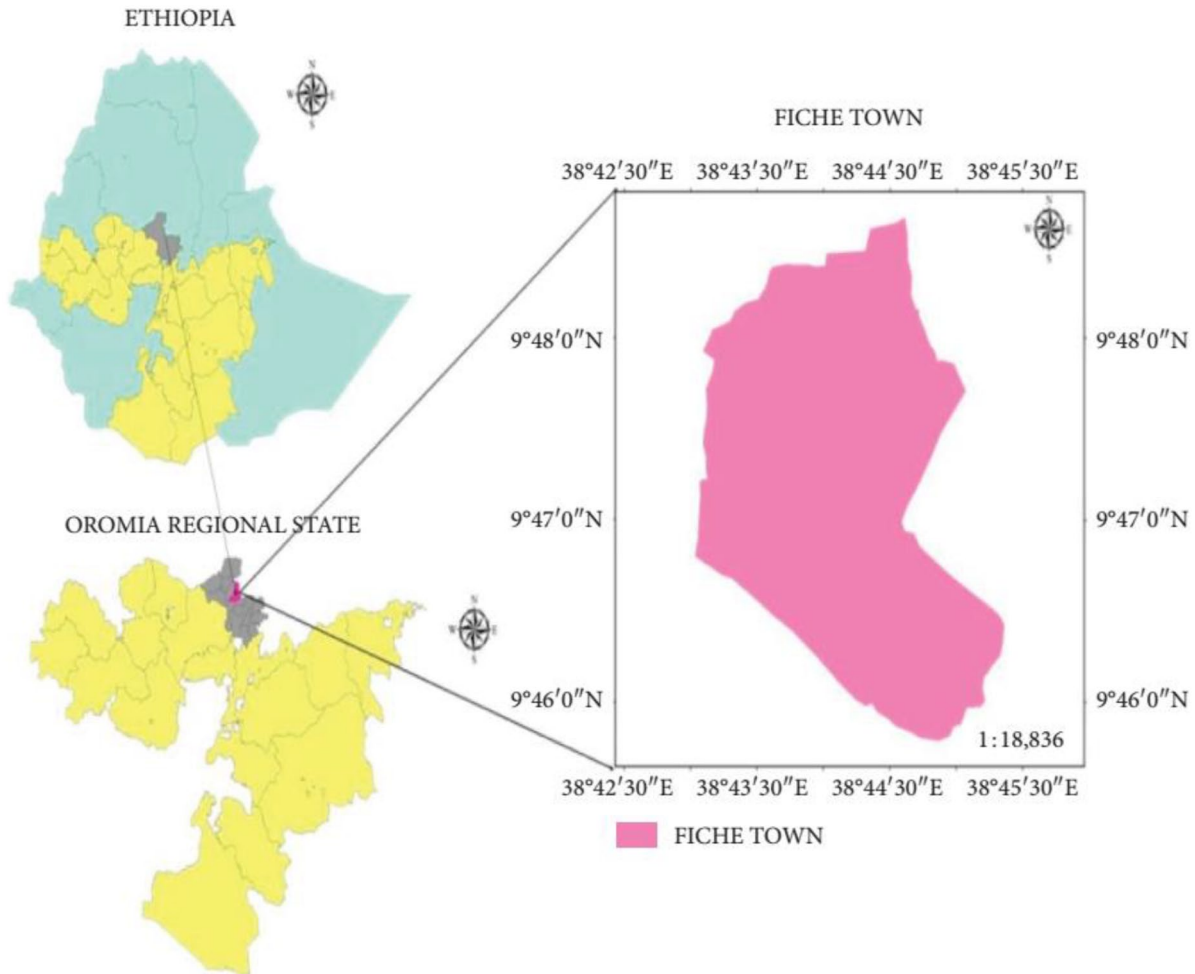 ETHIOPIA
N
W E
S
FICHE TOWN
38°42′30″E 38°43′30″E 38°44′30″E 38°45′30″E
N
W E
S
9°48′0″N 9°48′0″N
9°47′0″N 9°47′0″N
OROMIA REGIONAL STATE
N
W E
S
9°46′0″N 9°46′0″N
1:18,836
38°42′30″E 38°43′30″E 38°44′30″E 38°45′30″E
FICHE TOWN